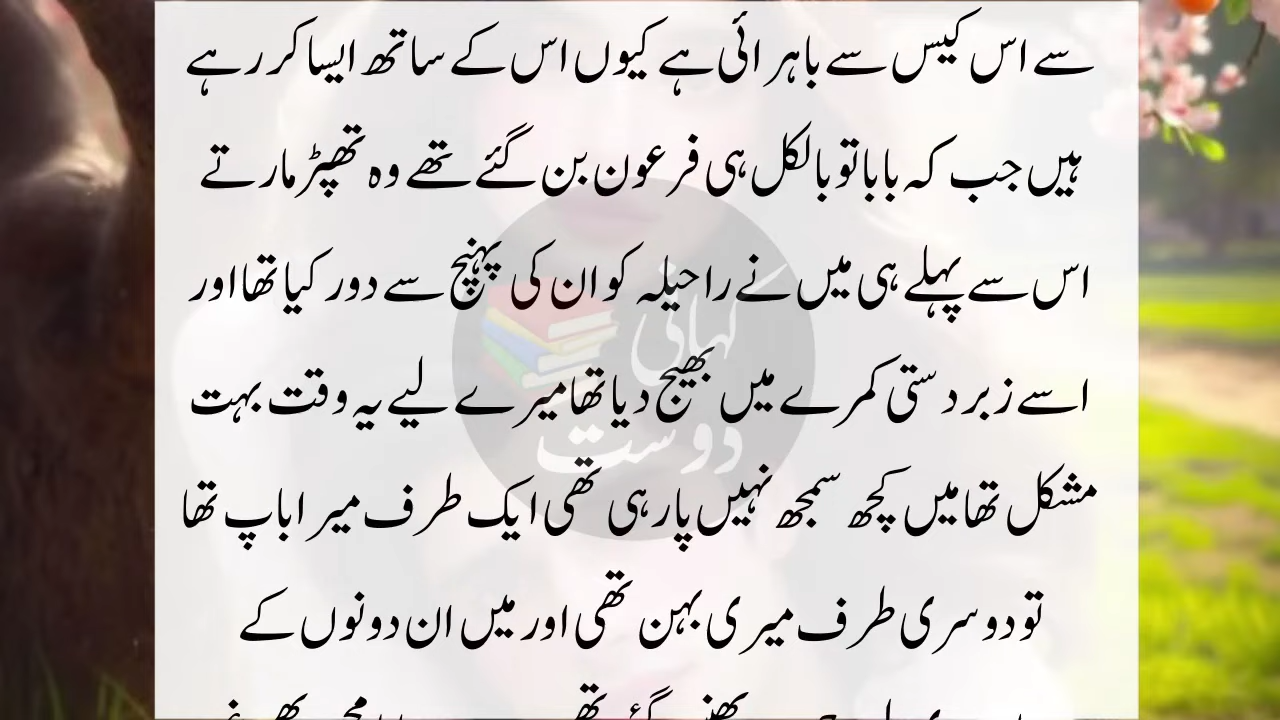 سے اس کیس سے باہر ائی ہے کیوں اس کے ساتھ ایسا کر رہے
ہیں جب کہ بابا تو بالکل ہی فرعون بن گئے تھے وہ تھپڑ مارتے
اس سے پہلے ہی میں نے راحیلہ کو ان کی پہنچ سے دور کیا تھا اور
اسے زبردستی کمرے میں بھیج دیا تھا میرے لیے یہ وقت بہت
مشکل تھا میں کچھ سمجھ نہیں پا رہی تھی ایک طرف میرا باپ تھا
تو دوسری طرف میری بہن تھی اور میں ان دونوں کے
کہانی
دوست